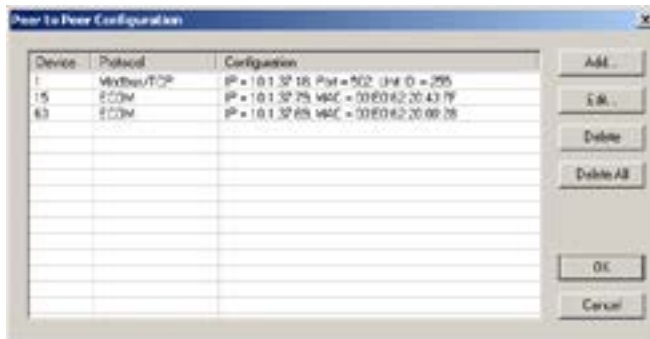 Peer to Peer Configuration
Device Protocol Configuration
1 Modbus/TCP IP = 10.1.37.18, Port = 502, Unit ID = 255
15 ECOM IP = 10.1.37.75, MAC = 00 E0 62 20 43 7F
63 ECOM IP = 10.1.37.69, MAC = 00 E0 62 20 00 28
Add...
Edit...
Delete
Delete All
OK
Cancel